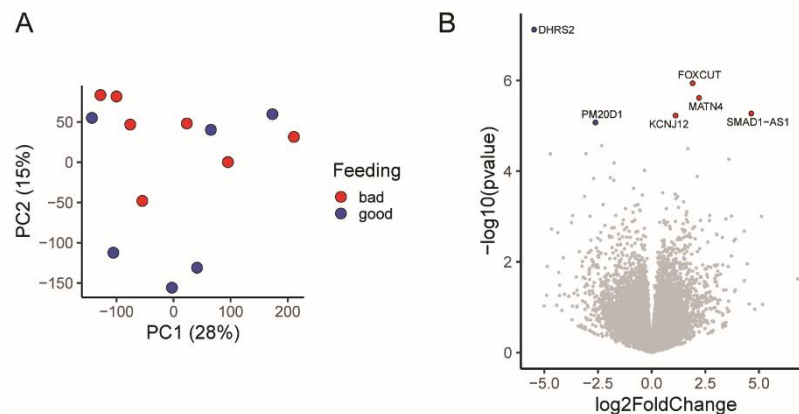 A
PC2 (15%)
50
0
−50
−100
−150
−100
0
100
200
PC1 (28%)
Feeding
bad
good
B
−log10(pvalue)
6
4
2
0
DHRS2
FOXCUT
MATN4
PM20D1
KCNJ12
SMAD1-AS1
−5.0
−2.5
0.0
2.5
5.0
log2FoldChange